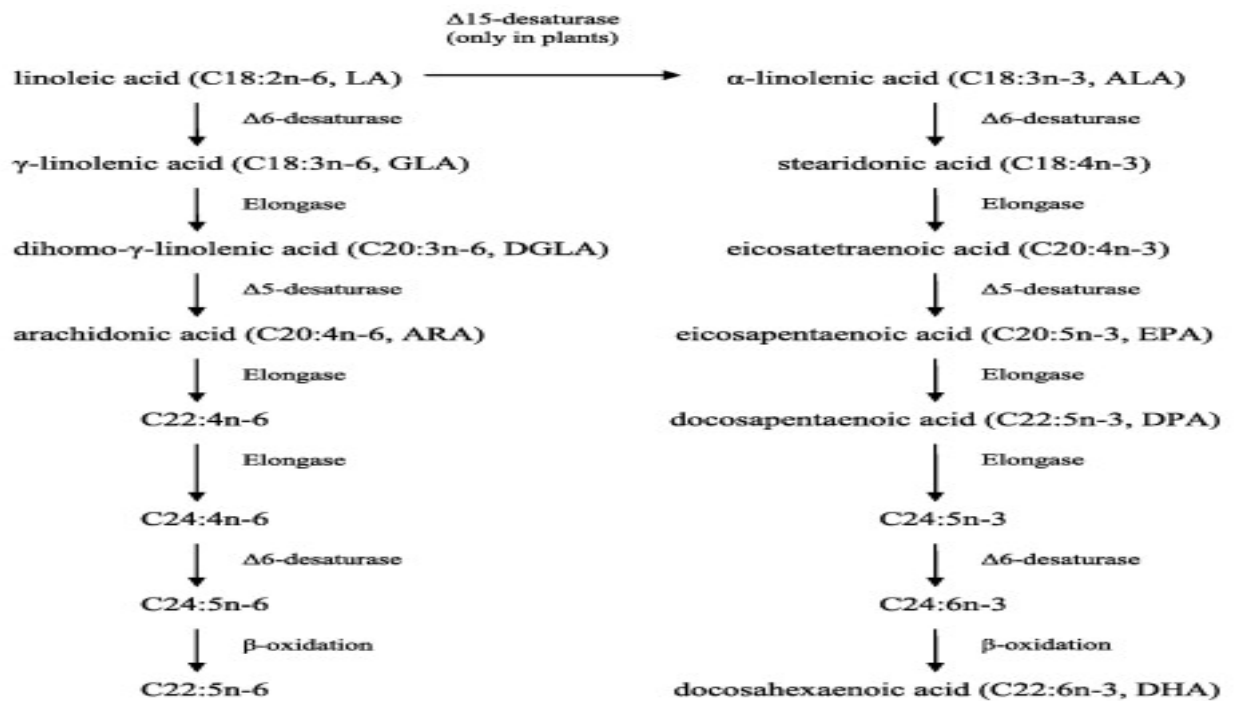 Δ15-desaturase
(only in plants)
linoleic acid (C18:2n-6, LA)
α-linolenic acid (C18:3n-3, ALA)
Δ6-desaturase
Δ6-desaturase
γ-linolenic acid (C18:3n-6, GLA)
stearidonic acid (C18:4n-3)
Elongase
Elongase
dihomo-γ-linolenic acid (C20:3n-6, DGLA)
eicosatetraenoic acid (C20:4n-3)
Δ5-desaturase
Δ5-desaturase
arachidonic acid (C20:4n-6, ARA)
eicosapentaenoic acid (C20:5n-3, EPA)
Elongase
Elongase
C22:4n-6
docosapentaenoic acid (C22:5n-3, DPA)
Elongase
Elongase
C24:4n-6
C24:5n-3
Δ6-desaturase
Δ6-desaturase
C24:5n-6
C24:6n-3
β-oxidation
β-oxidation
C22:5n-6
docosahexaenoic acid (C22:6n-3, DHA)